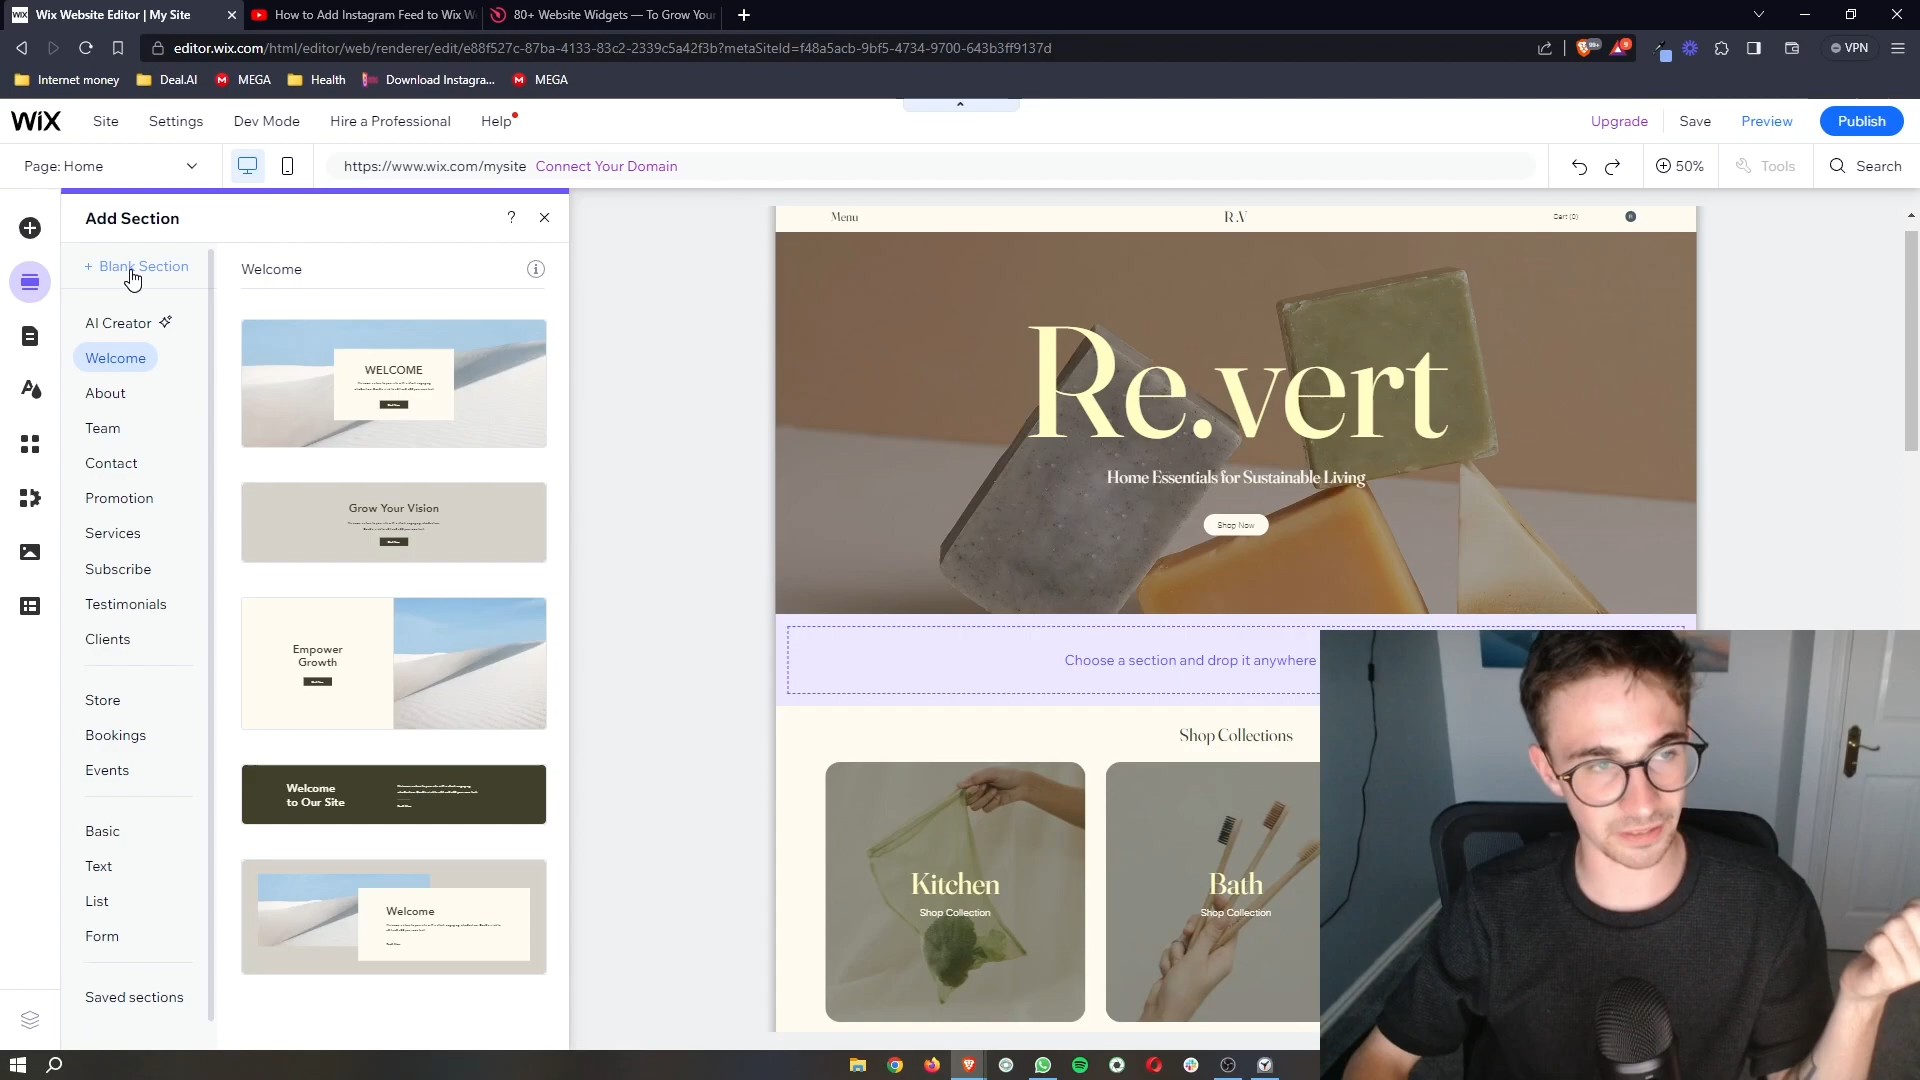 Wix Website Editor | My Site
How to Add Instagram Feed to Wix W
80+ Website Widgets — To Grow Your
editor.wix.com/html/editor/web/renderer/edit/e88f527c-87ba-4133-83c2-2339c5a42f3b?metaSiteId=f48a5acb-9bf5-4734-9700-643b3ff9137d
VPN
Internet money
Deal.AI
MEGA
Health
Download Instagra...
MEGA
WiX
Site
Settings
Dev Mode
Hire a Professional
Help
Upgrade
Save
Preview
Publish
Page: Home
https://www.wix.com/mysite Connect Your Domain
50%
Tools
Search
Add Section
?
+ Blank Section
Welcome
AI Creator
Welcome
About
Team
Contact
Promotion
Services
Subscribe
Testimonials
Clients
Store
Bookings
Events
Basic
Text
List
Form
Saved sections
WELCOME
Grow Your Vision
Empower
Growth
Welcome
to Our Site
Welcome
Menu
R.V
Cart (0)
Re.vert
Home Essentials for Sustainable Living
Shop Now
Choose a section and drop it anywhere
Shop Collections
Kitchen
Shop Collection
Bath
Shop Collection